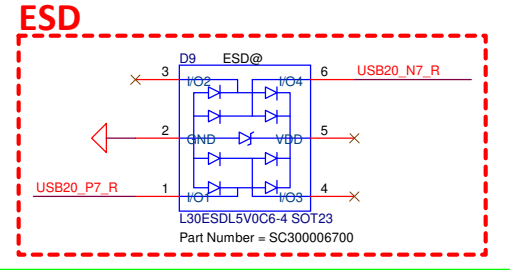 ESD
D9 ESD@
3 I/O2 I/O4 6 USB20_N7_R
2 GND VDD 5
USB20_P7_R 1 I/O1 I/O3 4
L30ESDL5V0C6-4 SOT23
Part Number = SC300006700